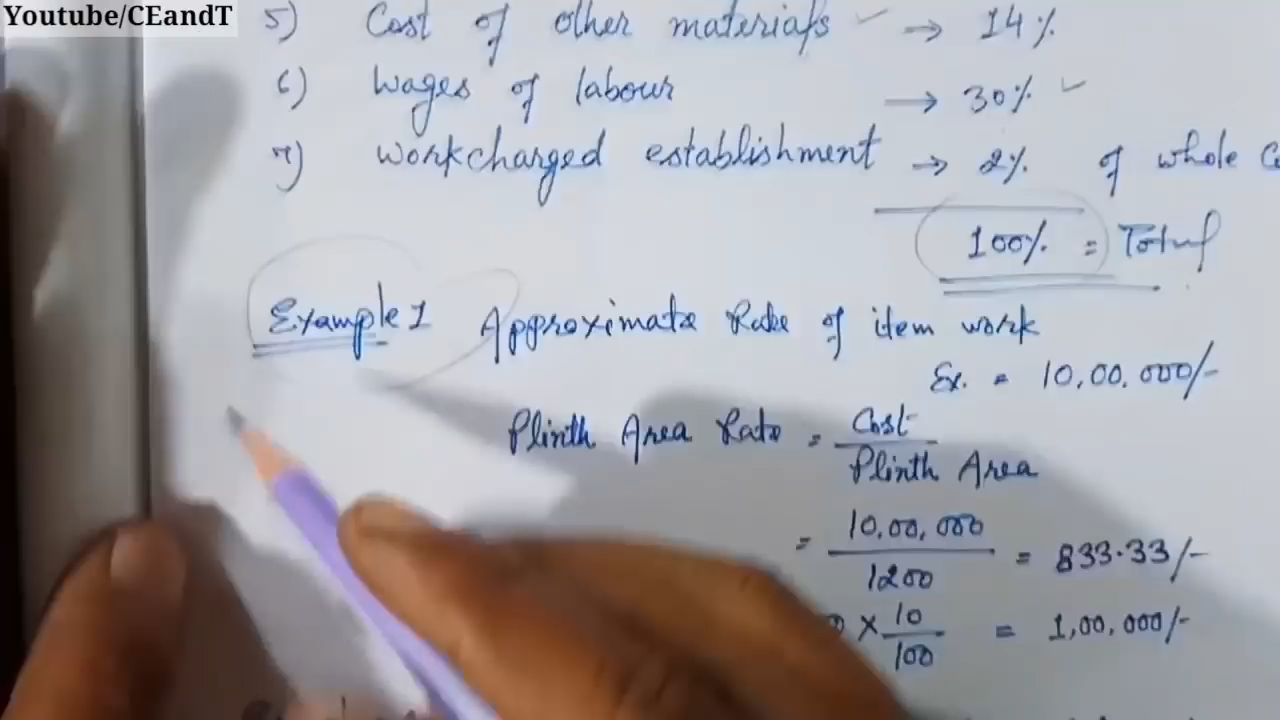 Youtube/CEandT
5) Cost of other materials → 14%
6) Wages of labour → 30%
7) Workcharged establishment → 2% of whole
100% = Total
Example 1 Approximate Rate of item work
Ex. = 10,00,000/-
Plinth Area Rate = Cost
Plinth Area
= 10,00,000
1200
= 833.33/-
× 10
100
= 1,00,000/-